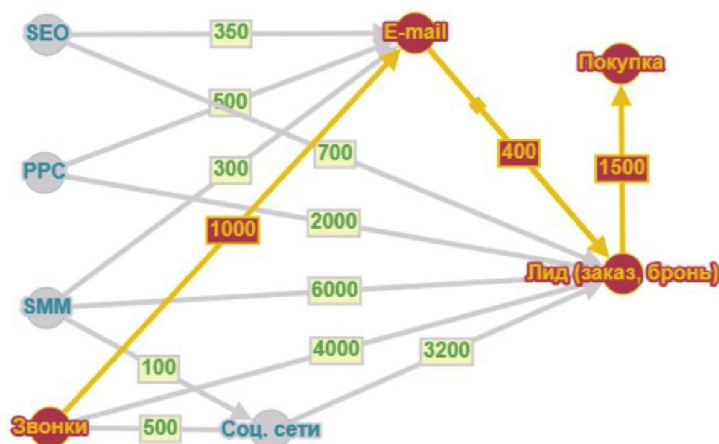 SEO
350
E-mail
Покупка
500
700
400
1500
PPC
300
1000
2000
Лид (заказ, бронь)
SMM
6000
4000
3200
100
Звонки
500
Соц. сети